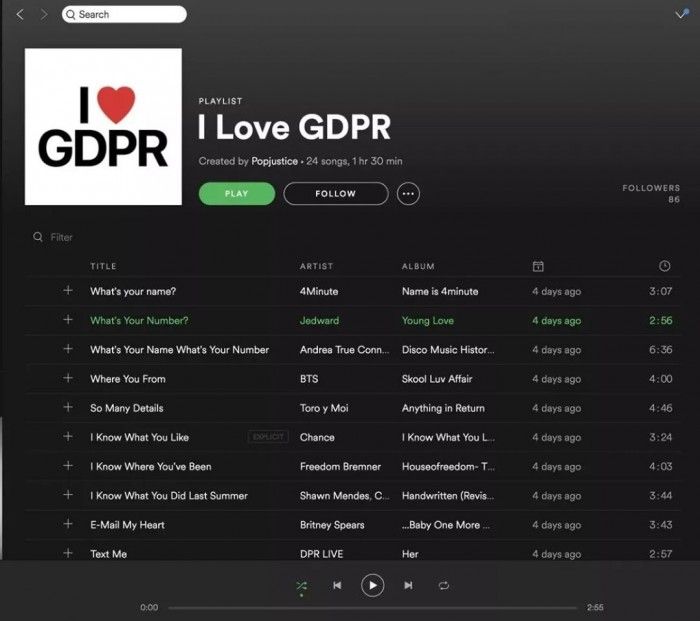 Search
I ❤ GDPR
PLAYLIST
I Love GDPR
Created by Popjustice • 24 songs, 1 hr 30 min
PLAY FOLLOW
FOLLOWERS
86
Filter
TITLE ARTIST ALBUM
What's your name? 4Minute Name is 4minute 4 days ago 3:07
What's Your Number? Jedward Young Love 4 days ago 2:56
What's Your Name What's Your Number Andrea True Conn... Disco Music Histor... 4 days ago 6:36
Where You From BTS Skool Luv Affair 4 days ago 4:00
So Many Details Toro y Moi Anything in Return 4 days ago 4:46
I Know What You Like EXPLICIT Chance I Know What You L... 4 days ago 3:24
I Know Where You've Been Freedom Bremner Houseofreedom- T... 4 days ago 4:03
I Know What You Did Last Summer Shawn Mendes, C... Handwritten (Revis... 4 days ago 3:44
E-Mail My Heart Britney Spears ...Baby One More ... 4 days ago 3:43
Text Me DPR LIVE Her 4 days ago 2:57
0:00 2:55